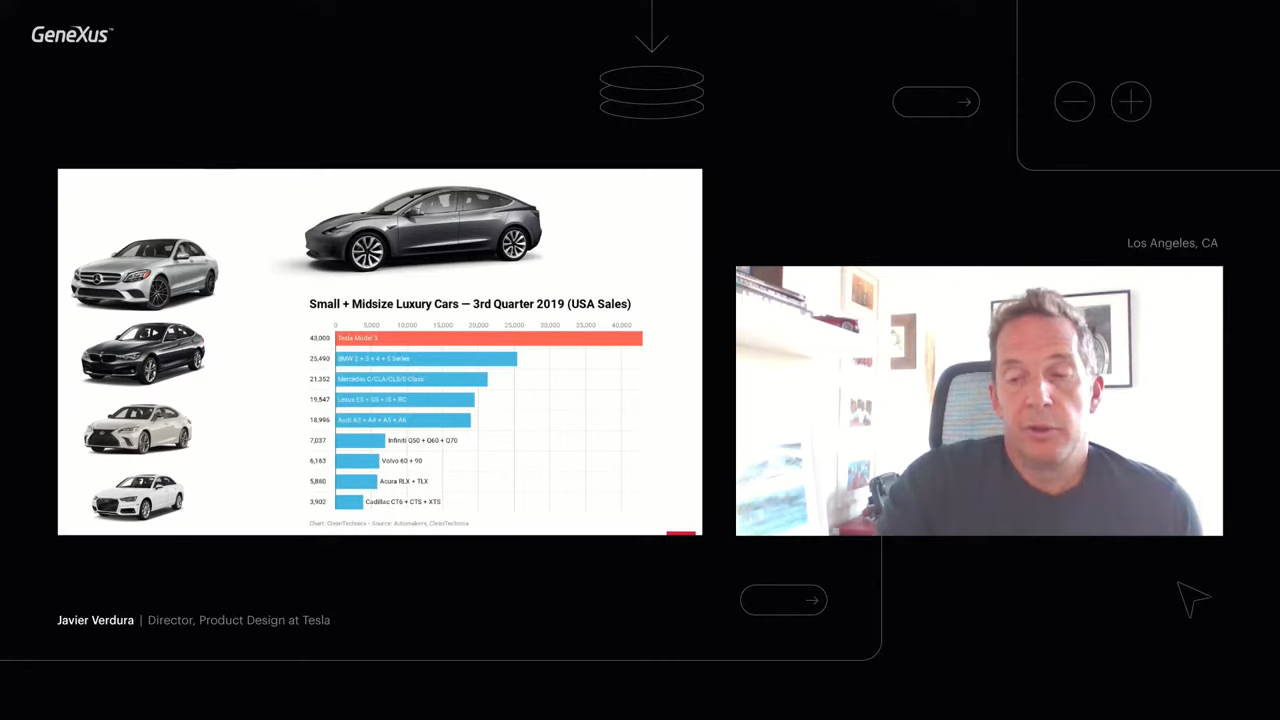 GeneXus™
Los Angeles, CA
Small + Midsize Luxury Cars — 3rd Quarter 2019 (USA Sales)
0 5,000 10,000 15,000 20,000 25,000 30,000 35,000 40,000
43,000 Tesla Model 3
25,490 BMW 2 + 3 + 4 + 5 Series
21,352 Mercedes C/CLA/CLS/E-Class
19,547 Lexus ES + GS + IS + RC
18,996 Audi A3 + A4 + A5 + A6
7,037 Infiniti Q50 + Q60 + Q70
6,163 Volvo 60 + 90
5,880 Acura RLX + TLX
3,902 Cadillac CT6 + CTS + XTS
Chart: CleanTechnica • Source: Automakers, CleanTechnica
Javier Verdura | Director, Product Design at Tesla